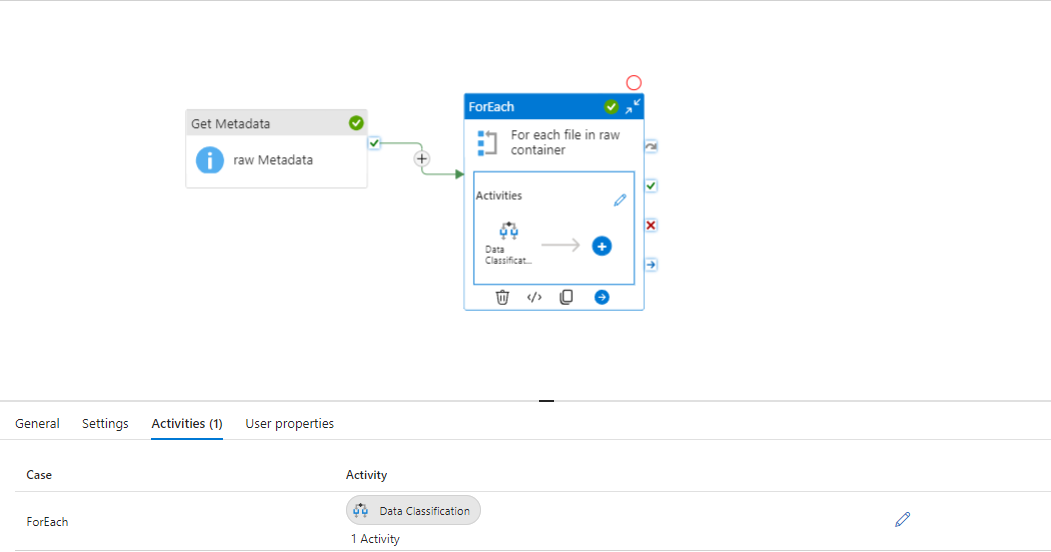 Get Metadata
raw Metadata
ForEach
For each file in raw
container
Activities
Data
Classificat...
General
Settings
Activities (1)
User properties
Case
Activity
Data Classification
ForEach
1 Activity